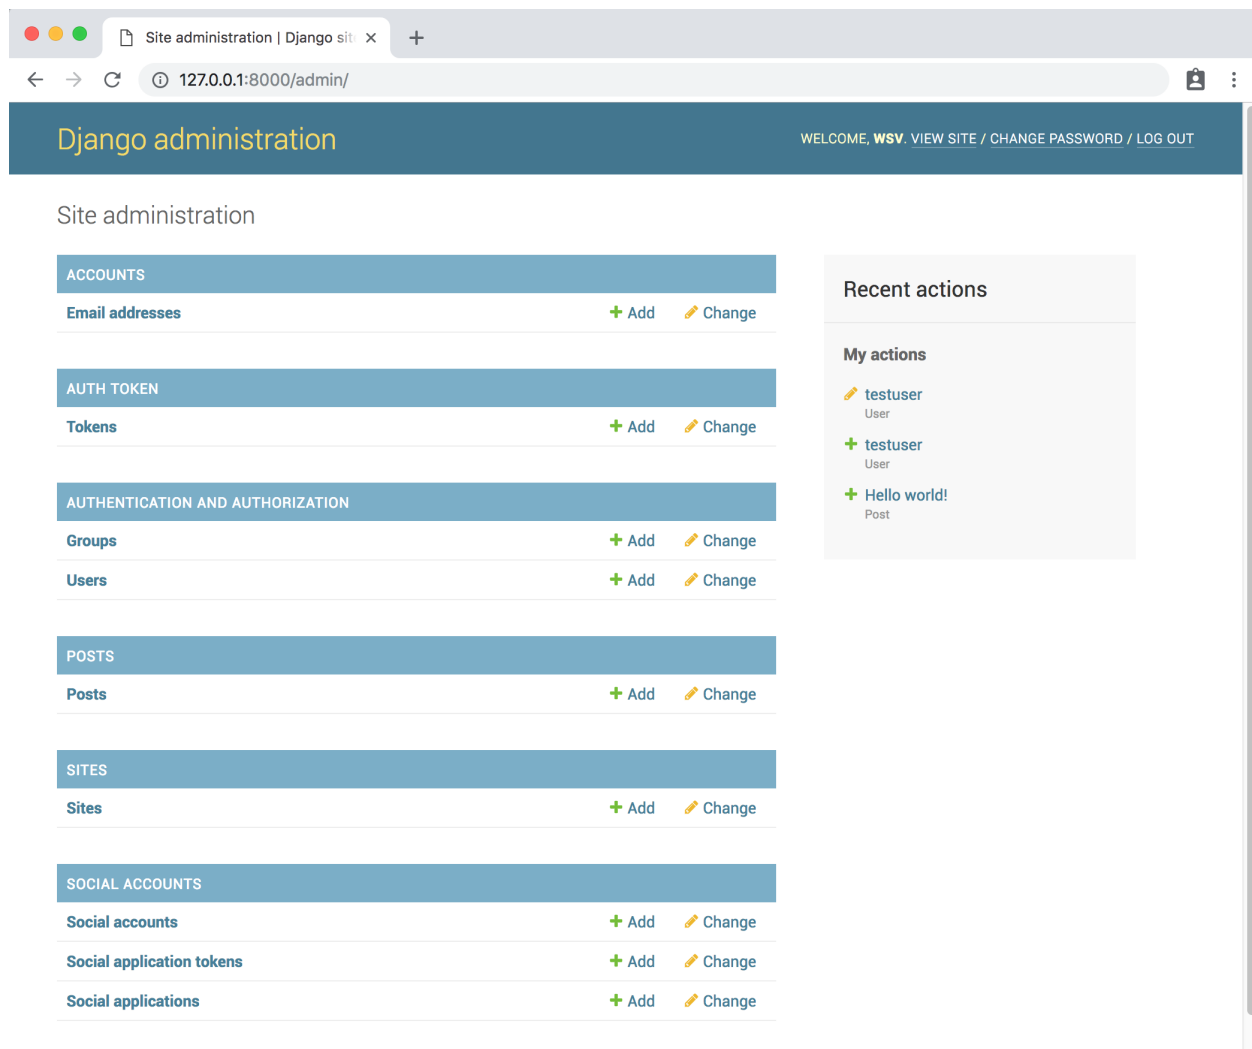 Site administration | Django sit
127.0.0.1:8000/admin/
Django administration
WELCOME, WSV. VIEW SITE / CHANGE PASSWORD / LOG OUT
Site administration
ACCOUNTS
Email addresses Add Change
AUTH TOKEN
Tokens Add Change
AUTHENTICATION AND AUTHORIZATION
Groups Add Change
Users Add Change
POSTS
Posts Add Change
SITES
Sites Add Change
SOCIAL ACCOUNTS
Social accounts Add Change
Social application tokens Add Change
Social applications Add Change
Recent actions
My actions
testuser
User
testuser
User
Hello world!
Post